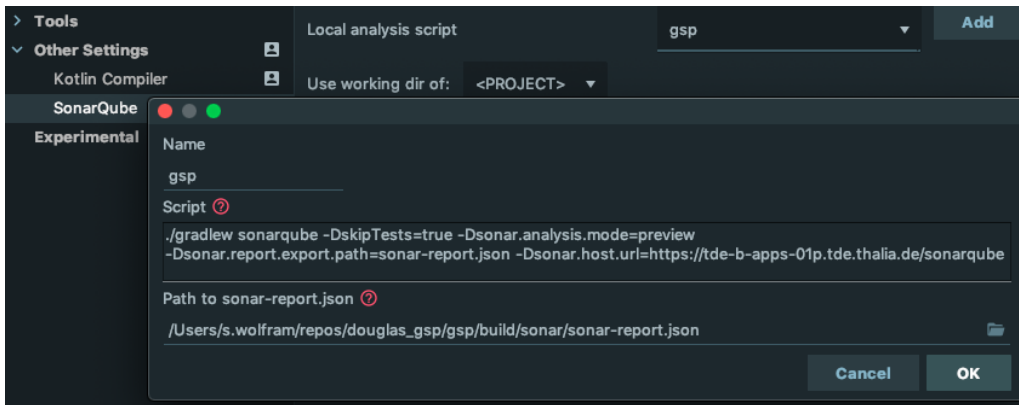 Tools
Local analysis script
gsp
Add
Other Settings
Kotlin Compiler
Use working dir of: <PROJECT>
SonarQube
Experimental
Name
gsp
Script
./gradlew sonarqube -DskipTests=true -Dsonar.analysis.mode=preview
-Dsonar.report.export.path=sonar-report.json -Dsonar.host.url=https://tde-b-apps-01p.tde.thalia.de/sonarqube
Path to sonar-report.json
/Users/s.wolfram/repos/douglas_gsp/gsp/build/sonar/sonar-report.json
Cancel
OK